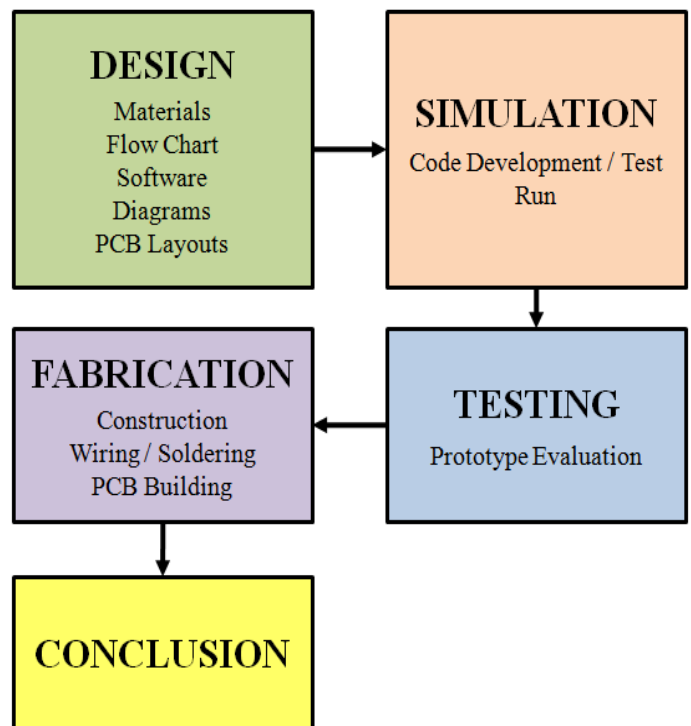 DESIGN
Materials
Flow Chart
Software
Diagrams
PCB Layouts
SIMULATION
Code Development / Test
Run
TESTING
Prototype Evaluation
FABRICATION
Construction
Wiring / Soldering
PCB Building
CONCLUSION